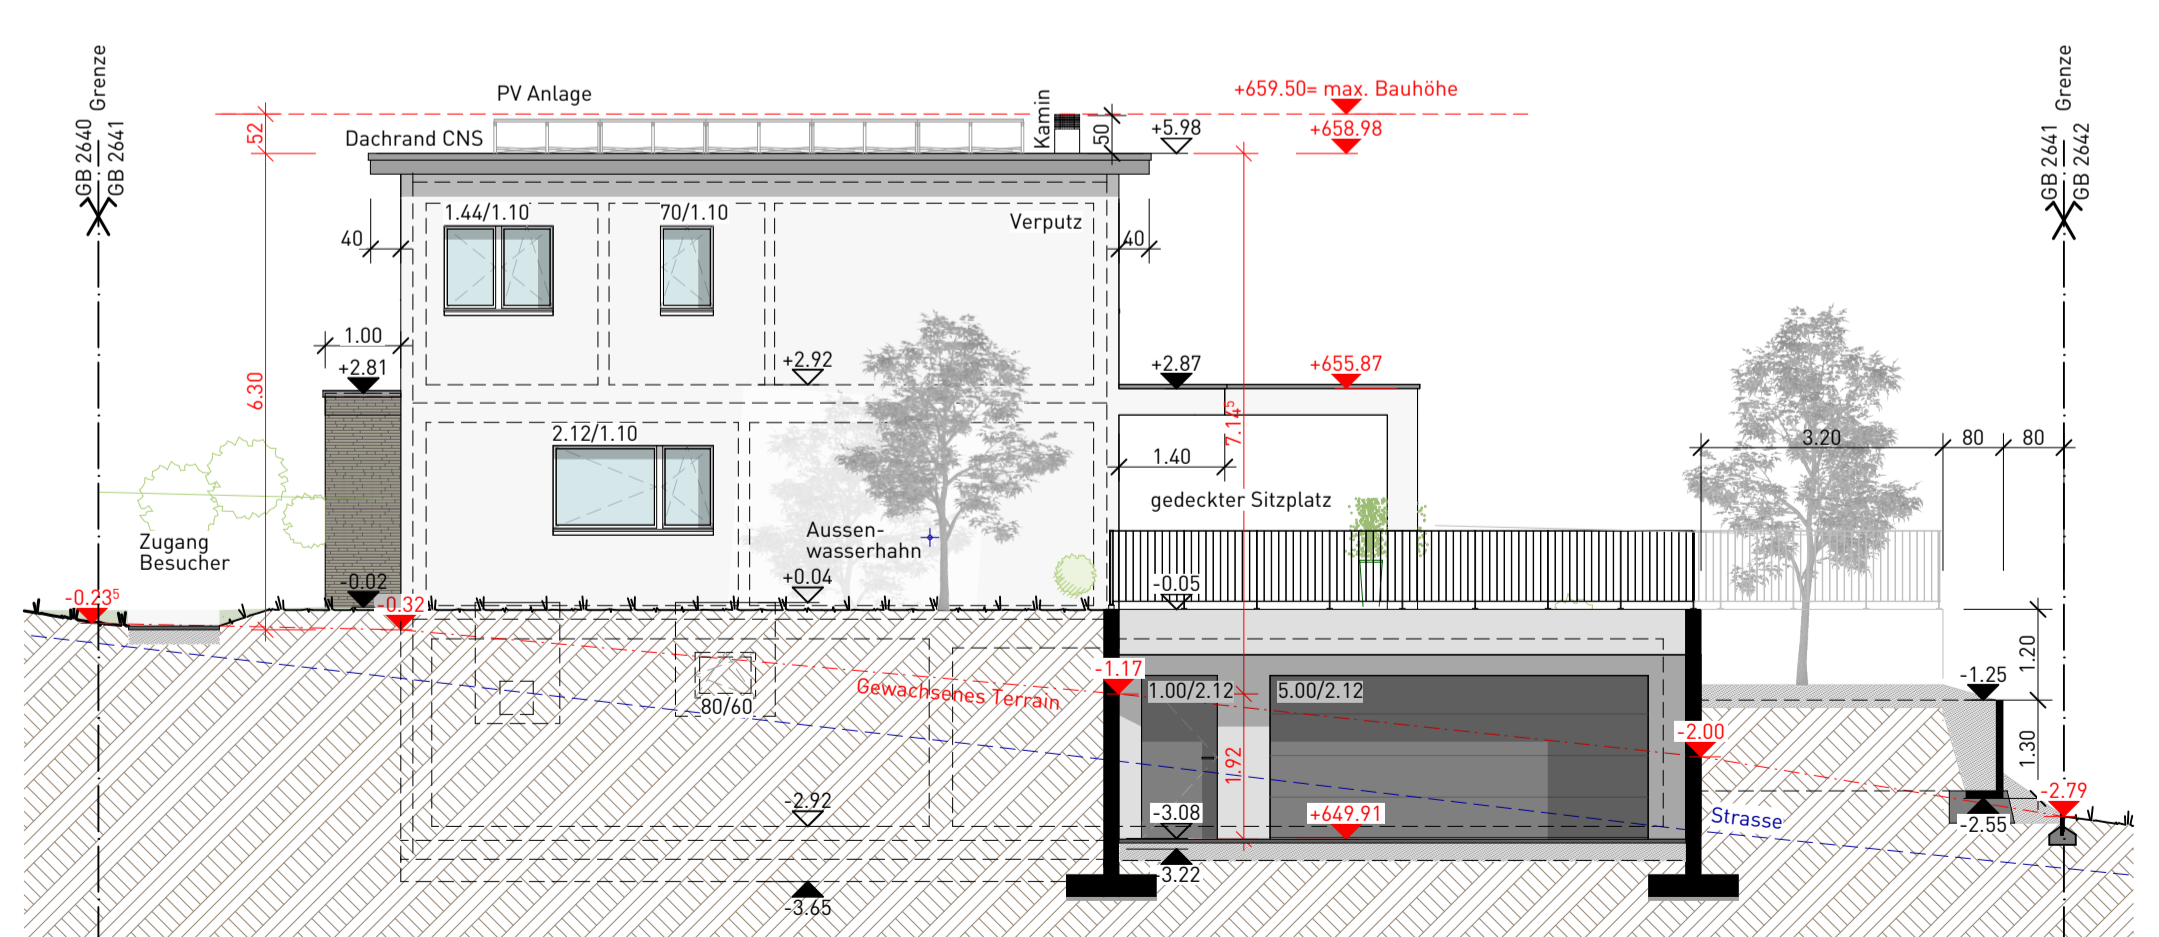 GB 2640
Grenze
GB 2641
PV Anlage
Dachrand CNS
Kamin
50
+5.98
+659.50= max. Bauhöhe
+658.98
GB 2641
Grenze
GB 2642
52
1.44/1.10
70/1.10
Verputz
40
40
1.00
+2.81
+2.92
+2.87
+655.87
6.30
7.14⁵
2.12/1.10
1.40
3.20
80
80
gedeckter Sitzplatz
Zugang
Besucher
Aussen-
wasserhahn
-0.02
+0.04
-0.05
-0.23⁵
-0.32
1.20
-1.17
1.00/2.12
5.00/2.12
-1.25
Gewachsenes Terrain
80/60
-2.00
1.30
1.92
-2.79
-2.92
-3.08
+649.91
Strasse
-2.55
-3.22
-3.65